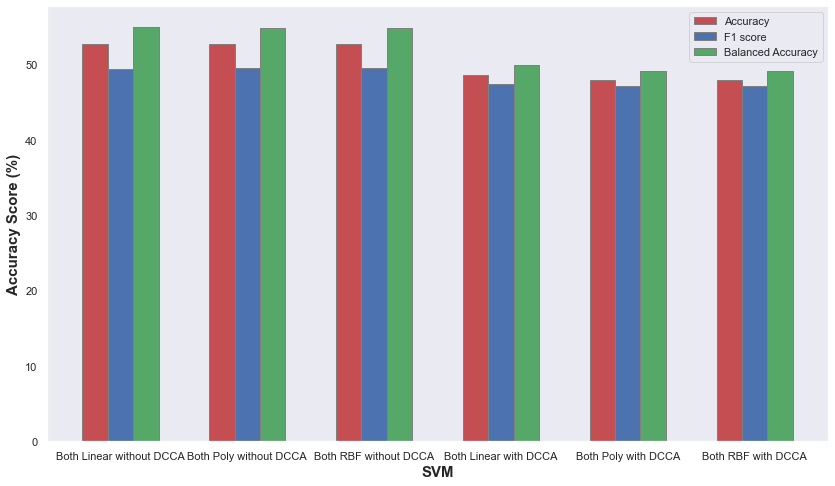 Accuracy
F1 score
Balanced Accuracy
Accuracy Score (%)
50
40
30
20
10
0
Both Linear without DCCA Both Poly without DCCA Both RBF without DCCA Both Linear with DCCA Both Poly with DCCA Both RBF with DCCA
SVM